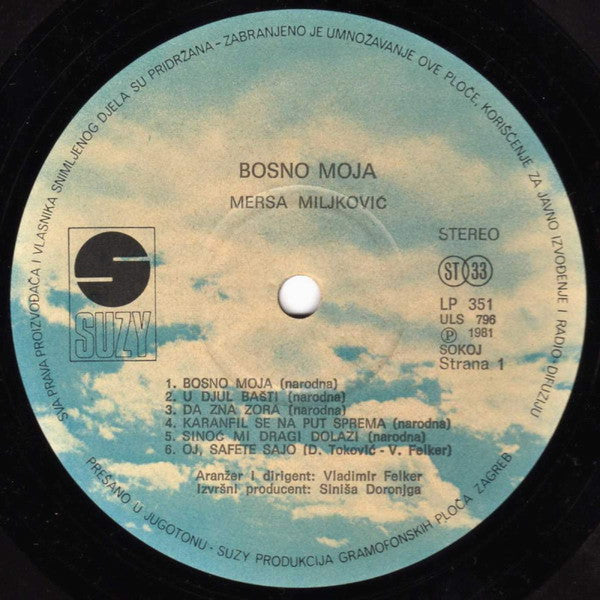 SVA PRAVA PROIZVOĐAČA I VLASNIKA SNIMLJENOG DJELA SU PRIDRŽANA - ZABRANJENO JE UMNOŽAVANJE OVE PLOČE, KORIŠĆENJE ZA JAVNO IZVOĐENJE I RADIO DIFUZIJU
BOSNO MOJA
MERSA MILJKOVIĆ
STEREO
ST 33
SUZY
LP 351
ULS 796
℗ 1981
SOKOJ
Strana 1
1. BOSNO MOJA (narodna)
2. U DJUL BAŠTI (narodna)
3. DA ZNA ZORA (narodna)
4. KARANFIL SE NA PUT SPREMA (narodna)
5. SINOĆ MI DRAGI DOLAZI (narodna)
6. OJ, SAFETE SAJO (D. Toković - V. Felker)
Aranžer i dirigent: Vladimir Felker
Izvršni producent: Siniša Doronjga
PREŠANO U JUGOTONU - SUZY PRODUKCIJA GRAMOFONSKIH PLOČA ZAGREB